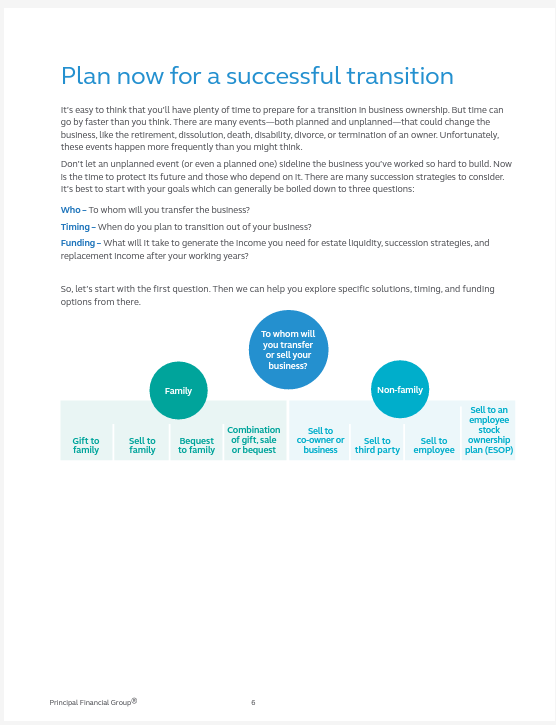 Plan now for a successful transition
It's easy to think that you'll have plenty of time to prepare for a transition in business ownership. But time can
go by faster than you think. There are many events—both planned and unplanned—that could change the
business, like the retirement, dissolution, death, disability, divorce, or termination of an owner. Unfortunately,
these events happen more frequently than you might think.
Don't let an unplanned event (or even a planned one) sideline the business you've worked so hard to build. Now
is the time to protect its future and those who depend on it. There are many succession strategies to consider.
It's best to start with your goals which can generally be boiled down to three questions:
Who – To whom will you transfer the business?
Timing – When do you plan to transition out of your business?
Funding – What will it take to generate the income you need for estate liquidity, succession strategies, and
replacement income after your working years?
So, let's start with the first question. Then we can help you explore specific solutions, timing, and funding
options from there.
To whom will
you transfer
or sell your
business?
Family
Non-family
Gift to
family
Sell to
family
Bequest
to family
Combination
of gift, sale
or bequest
Sell to
co-owner or
business
Sell to
third party
Sell to
employee
Sell to an
employee
stock
ownership
plan (ESOP)
Principal Financial Group® 6